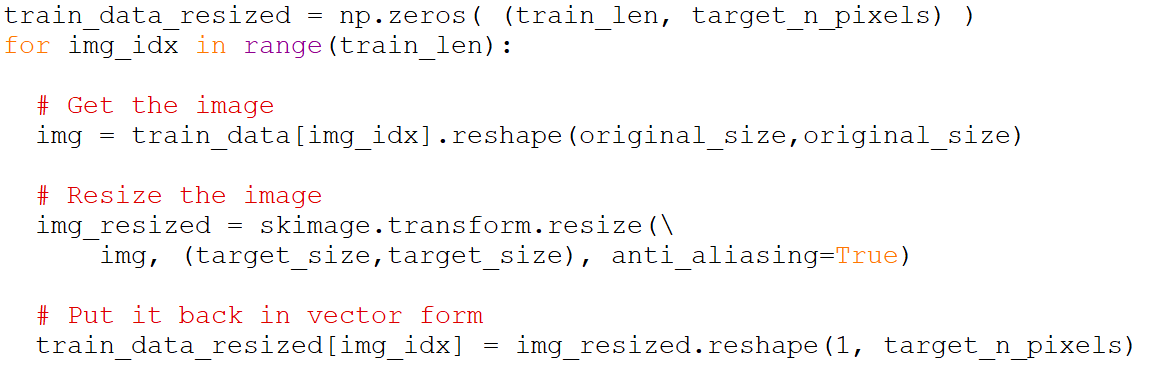 train_data_resized = np.zeros( (train_len, target_n_pixels) )
for img_idx in range(train_len):

  # Get the image
  img = train_data[img_idx].reshape(original_size,original_size)

  # Resize the image
  img_resized = skimage.transform.resize(\
      img, (target_size,target_size), anti_aliasing=True)

  # Put it back in vector form
  train_data_resized[img_idx] = img_resized.reshape(1, target_n_pixels)